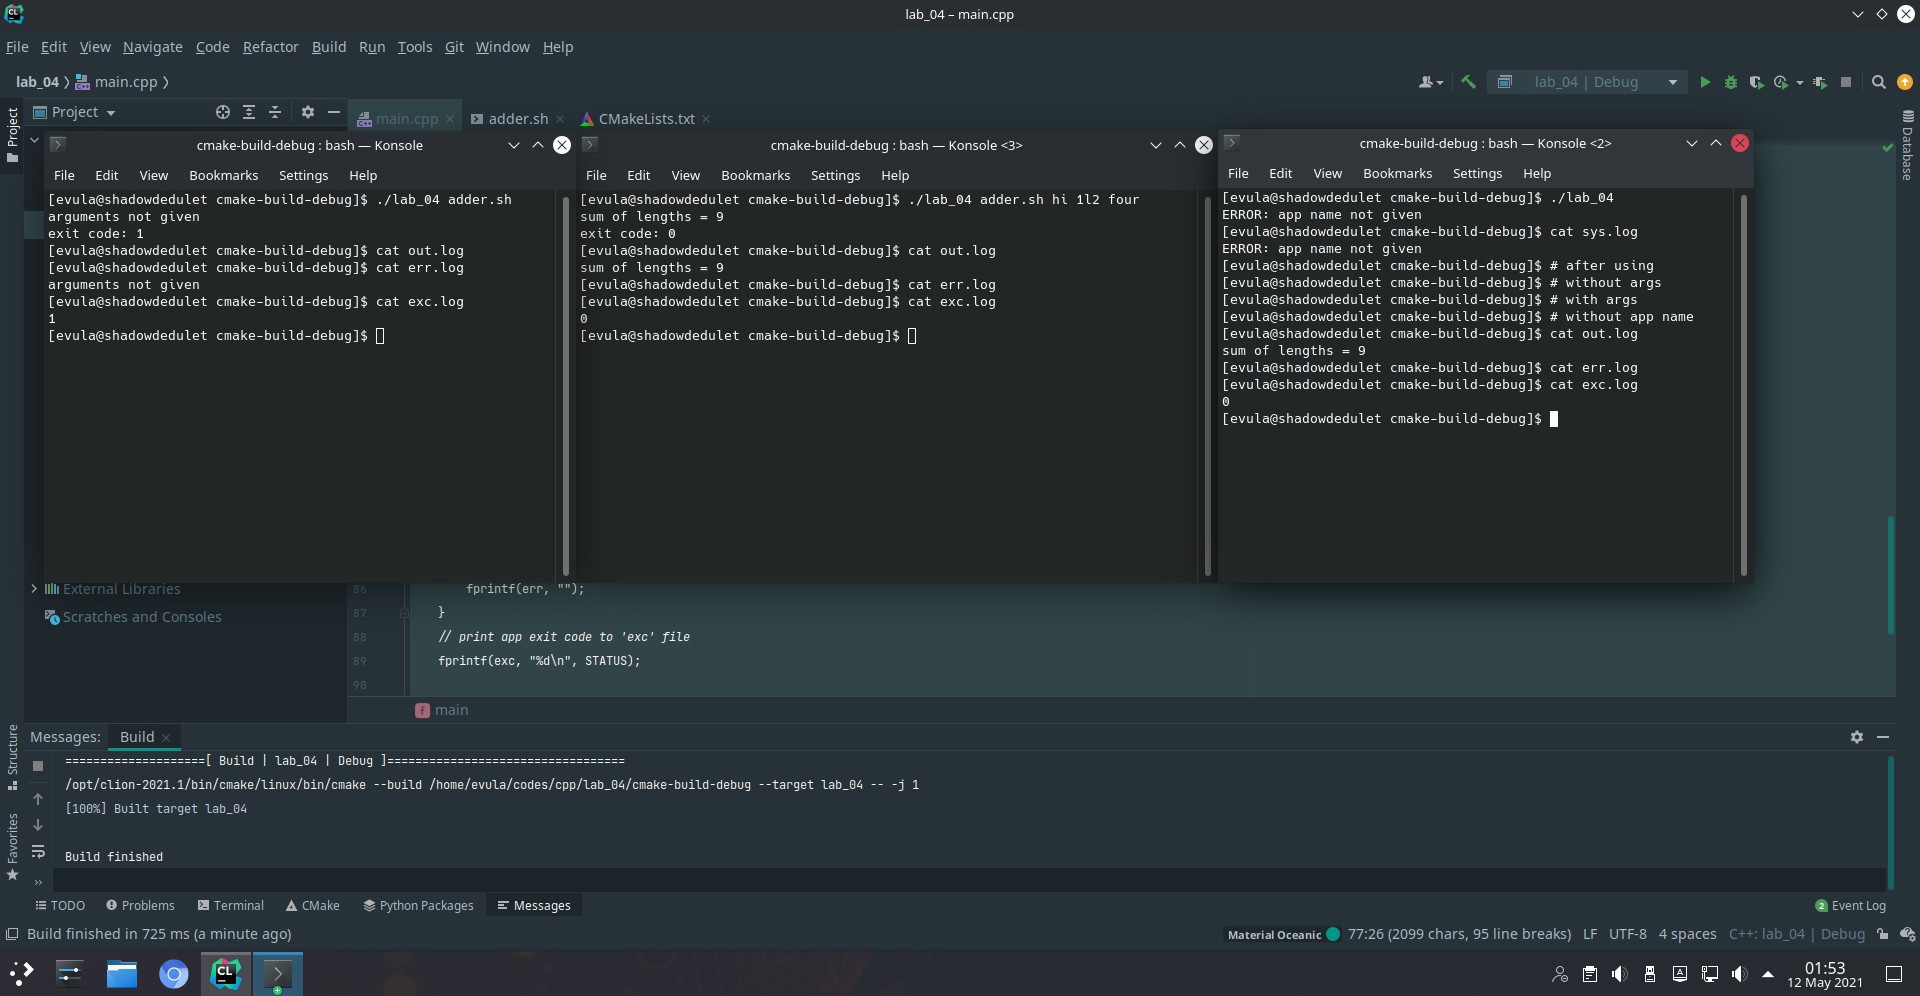 lab_04 – main.cpp
File Edit View Navigate Code Refactor Build Run Tools Git Window Help
lab_04 main.cpp
lab_04 | Debug
Project
Project
main.cpp adder.sh CMakeLists.txt
Database
cmake-build-debug : bash — Konsole
File Edit View Bookmarks Settings Help
[evula@shadowdedulet cmake-build-debug]$ ./lab_04 adder.sh
arguments not given
exit code: 1
[evula@shadowdedulet cmake-build-debug]$ cat out.log
[evula@shadowdedulet cmake-build-debug]$ cat err.log
arguments not given
[evula@shadowdedulet cmake-build-debug]$ cat exc.log
1
[evula@shadowdedulet cmake-build-debug]$
cmake-build-debug : bash — Konsole <3>
File Edit View Bookmarks Settings Help
[evula@shadowdedulet cmake-build-debug]$ ./lab_04 adder.sh hi 1l2 four
sum of lengths = 9
exit code: 0
[evula@shadowdedulet cmake-build-debug]$ cat out.log
sum of lengths = 9
[evula@shadowdedulet cmake-build-debug]$ cat err.log
[evula@shadowdedulet cmake-build-debug]$ cat exc.log
0
[evula@shadowdedulet cmake-build-debug]$
cmake-build-debug : bash — Konsole <2>
File Edit View Bookmarks Settings Help
[evula@shadowdedulet cmake-build-debug]$ ./lab_04
ERROR: app name not given
[evula@shadowdedulet cmake-build-debug]$ cat sys.log
ERROR: app name not given
[evula@shadowdedulet cmake-build-debug]$ # after using
[evula@shadowdedulet cmake-build-debug]$ # without args
[evula@shadowdedulet cmake-build-debug]$ # with args
[evula@shadowdedulet cmake-build-debug]$ # without app name
[evula@shadowdedulet cmake-build-debug]$ cat out.log
sum of lengths = 9
[evula@shadowdedulet cmake-build-debug]$ cat err.log
[evula@shadowdedulet cmake-build-debug]$ cat exc.log
0
[evula@shadowdedulet cmake-build-debug]$
External Libraries
Scratches and Consoles
86 fprintf(err, "");
87 }
88 // print app exit code to 'exc' file
89 fprintf(exc, "%d\n", STATUS);
90
f main
Structure
Favorites
Messages: Build
====================[ Build | lab_04 | Debug ]==================================
/opt/clion-2021.1/bin/cmake/linux/bin/cmake --build /home/evula/codes/cpp/lab_04/cmake-build-debug --target lab_04 -- -j 1
[100%] Built target lab_04
Build finished
TODO Problems Terminal CMake Python Packages Messages 2 Event Log
Build finished in 725 ms (a minute ago) Material Oceanic 77:26 (2099 chars, 95 line breaks) LF UTF-8 4 spaces C++: lab_04 | Debug
CL
01:53
12 May 2021